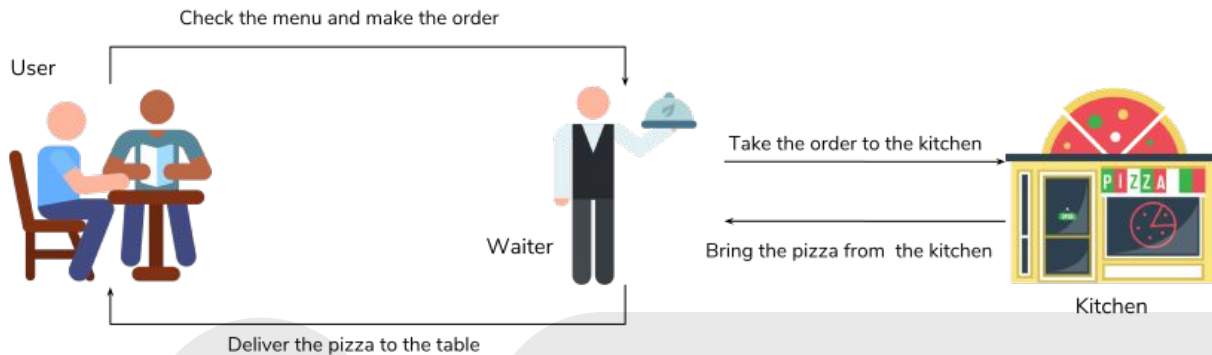 Check the menu and make the order
User
Take the order to the kitchen
PIZZA
Waiter
Bring the pizza from the kitchen
Kitchen
Deliver the pizza to the table